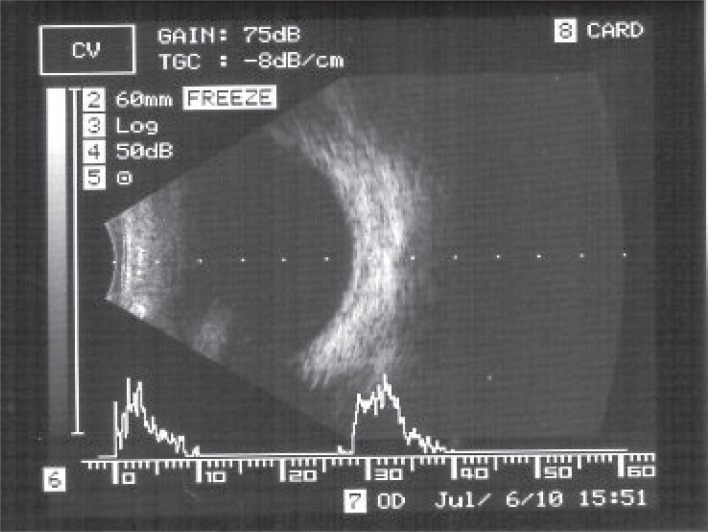 CV
GAIN: 75dB
TGC : -8dB/cm
8 CARD
2 60mm FREEZE
3 Log
4 50dB
5
6
0 10 20 30 40 50 60
7 OD Jul/ 6/10 15:51